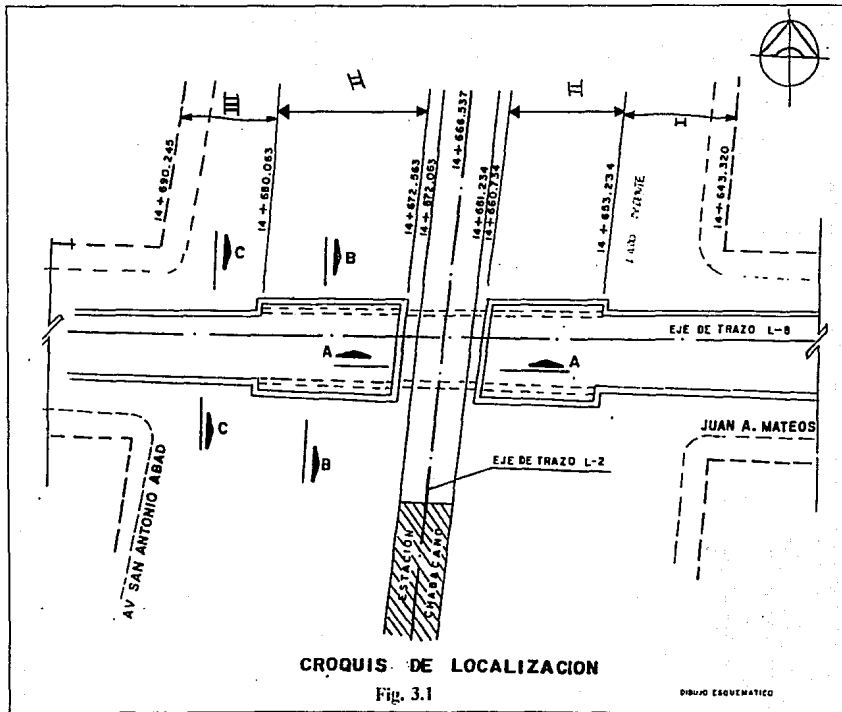 III
II
II
I
14+690.245
14+680.063
14+672.563
14+672.063
14+666.537
14+661.234
14+660.734
14+653.234
14+643.320
C
B
EJE DE TRAZO L-8
A
A
C
B
JUAN A. MATEOS
EJE DE TRAZO L-2
AV SAN ANTONIO ABAD
ESTACION
CHABACANO
CROQUIS DE LOCALIZACION
Fig. 3.1
DIBUJO ESQUEMATICO